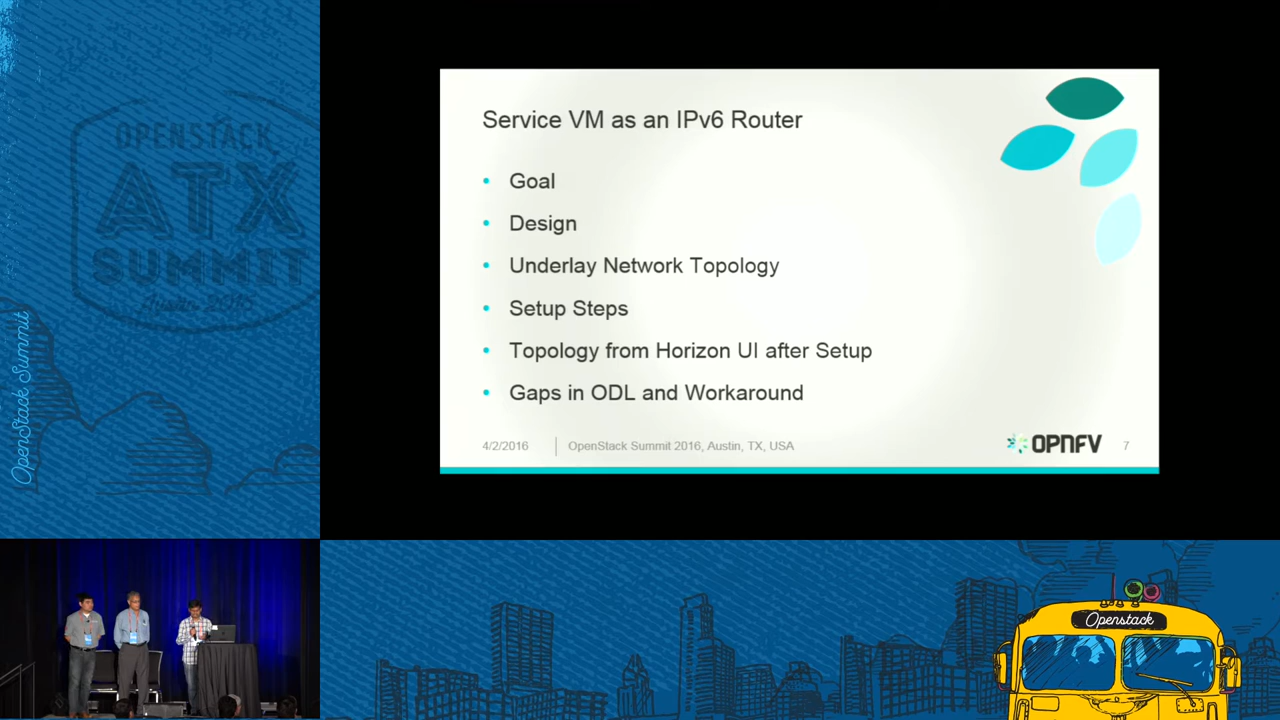 OPENSTACK
ATX
SUMMIT
Austin 2016
OpenStack Summit
Service VM as an IPv6 Router
• Goal
• Design
• Underlay Network Topology
• Setup Steps
• Topology from Horizon UI after Setup
• Gaps in ODL and Workaround
4/2/2016
OpenStack Summit 2016, Austin, TX, USA
OPNFV
7
Openstack